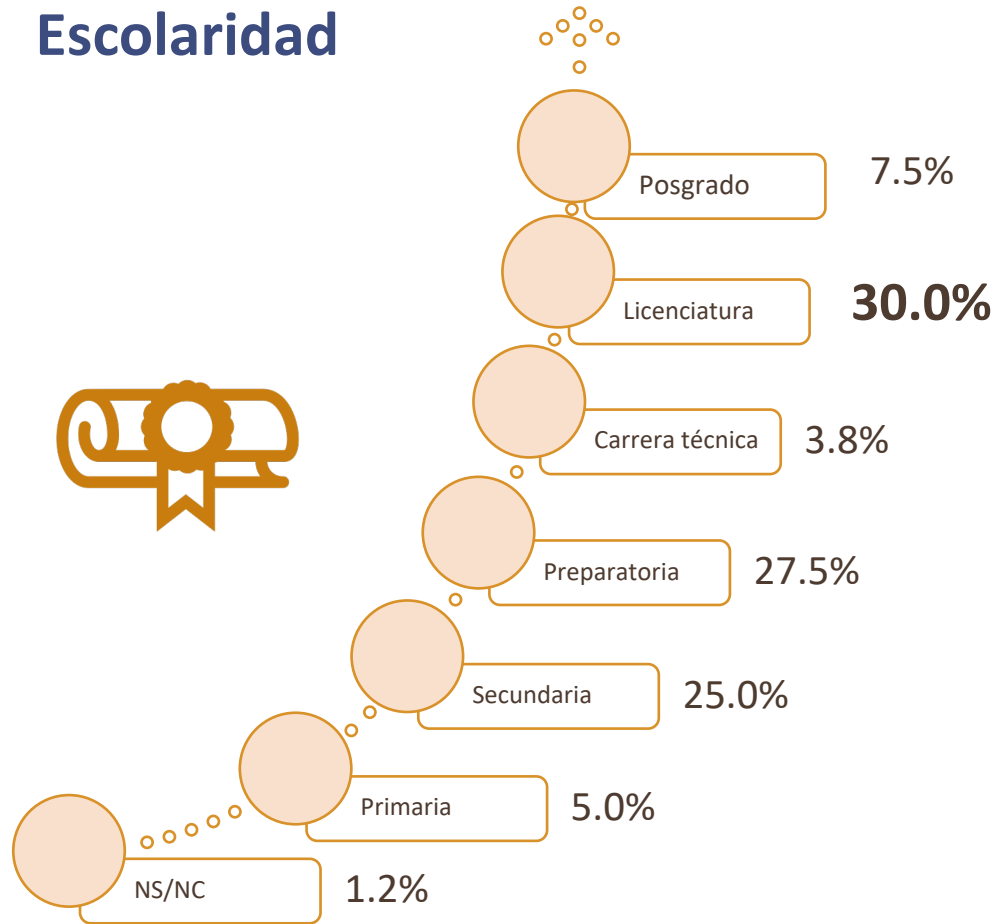 Escolaridad
Posgrado 7.5%
Licenciatura 30.0%
Carrera técnica 3.8%
Preparatoria 27.5%
Secundaria 25.0%
Primaria 5.0%
NS/NC 1.2%